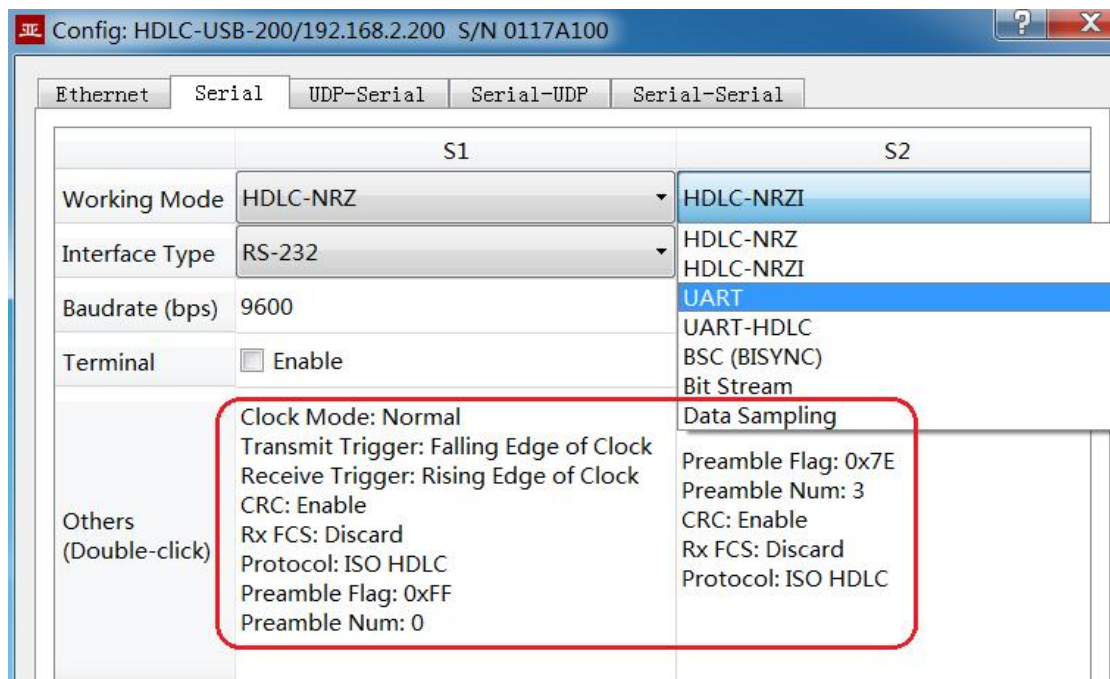 Config: HDLC-USB-200/192.168.2.200 S/N 0117A100
?
X
Ethernet Serial UDP-Serial Serial-UDP Serial-Serial
S1 S2
Working Mode HDLC-NRZ HDLC-NRZI
HDLC-NRZ
HDLC-NRZI
UART
UART-HDLC
BSC (BISYNC)
Bit Stream
Data Sampling
Interface Type RS-232
Baudrate (bps) 9600
Terminal Enable
Others
(Double-click)
Clock Mode: Normal
Transmit Trigger: Falling Edge of Clock
Receive Trigger: Rising Edge of Clock
CRC: Enable
Rx FCS: Discard
Protocol: ISO HDLC
Preamble Flag: 0xFF
Preamble Num: 0
Preamble Flag: 0x7E
Preamble Num: 3
CRC: Enable
Rx FCS: Discard
Protocol: ISO HDLC